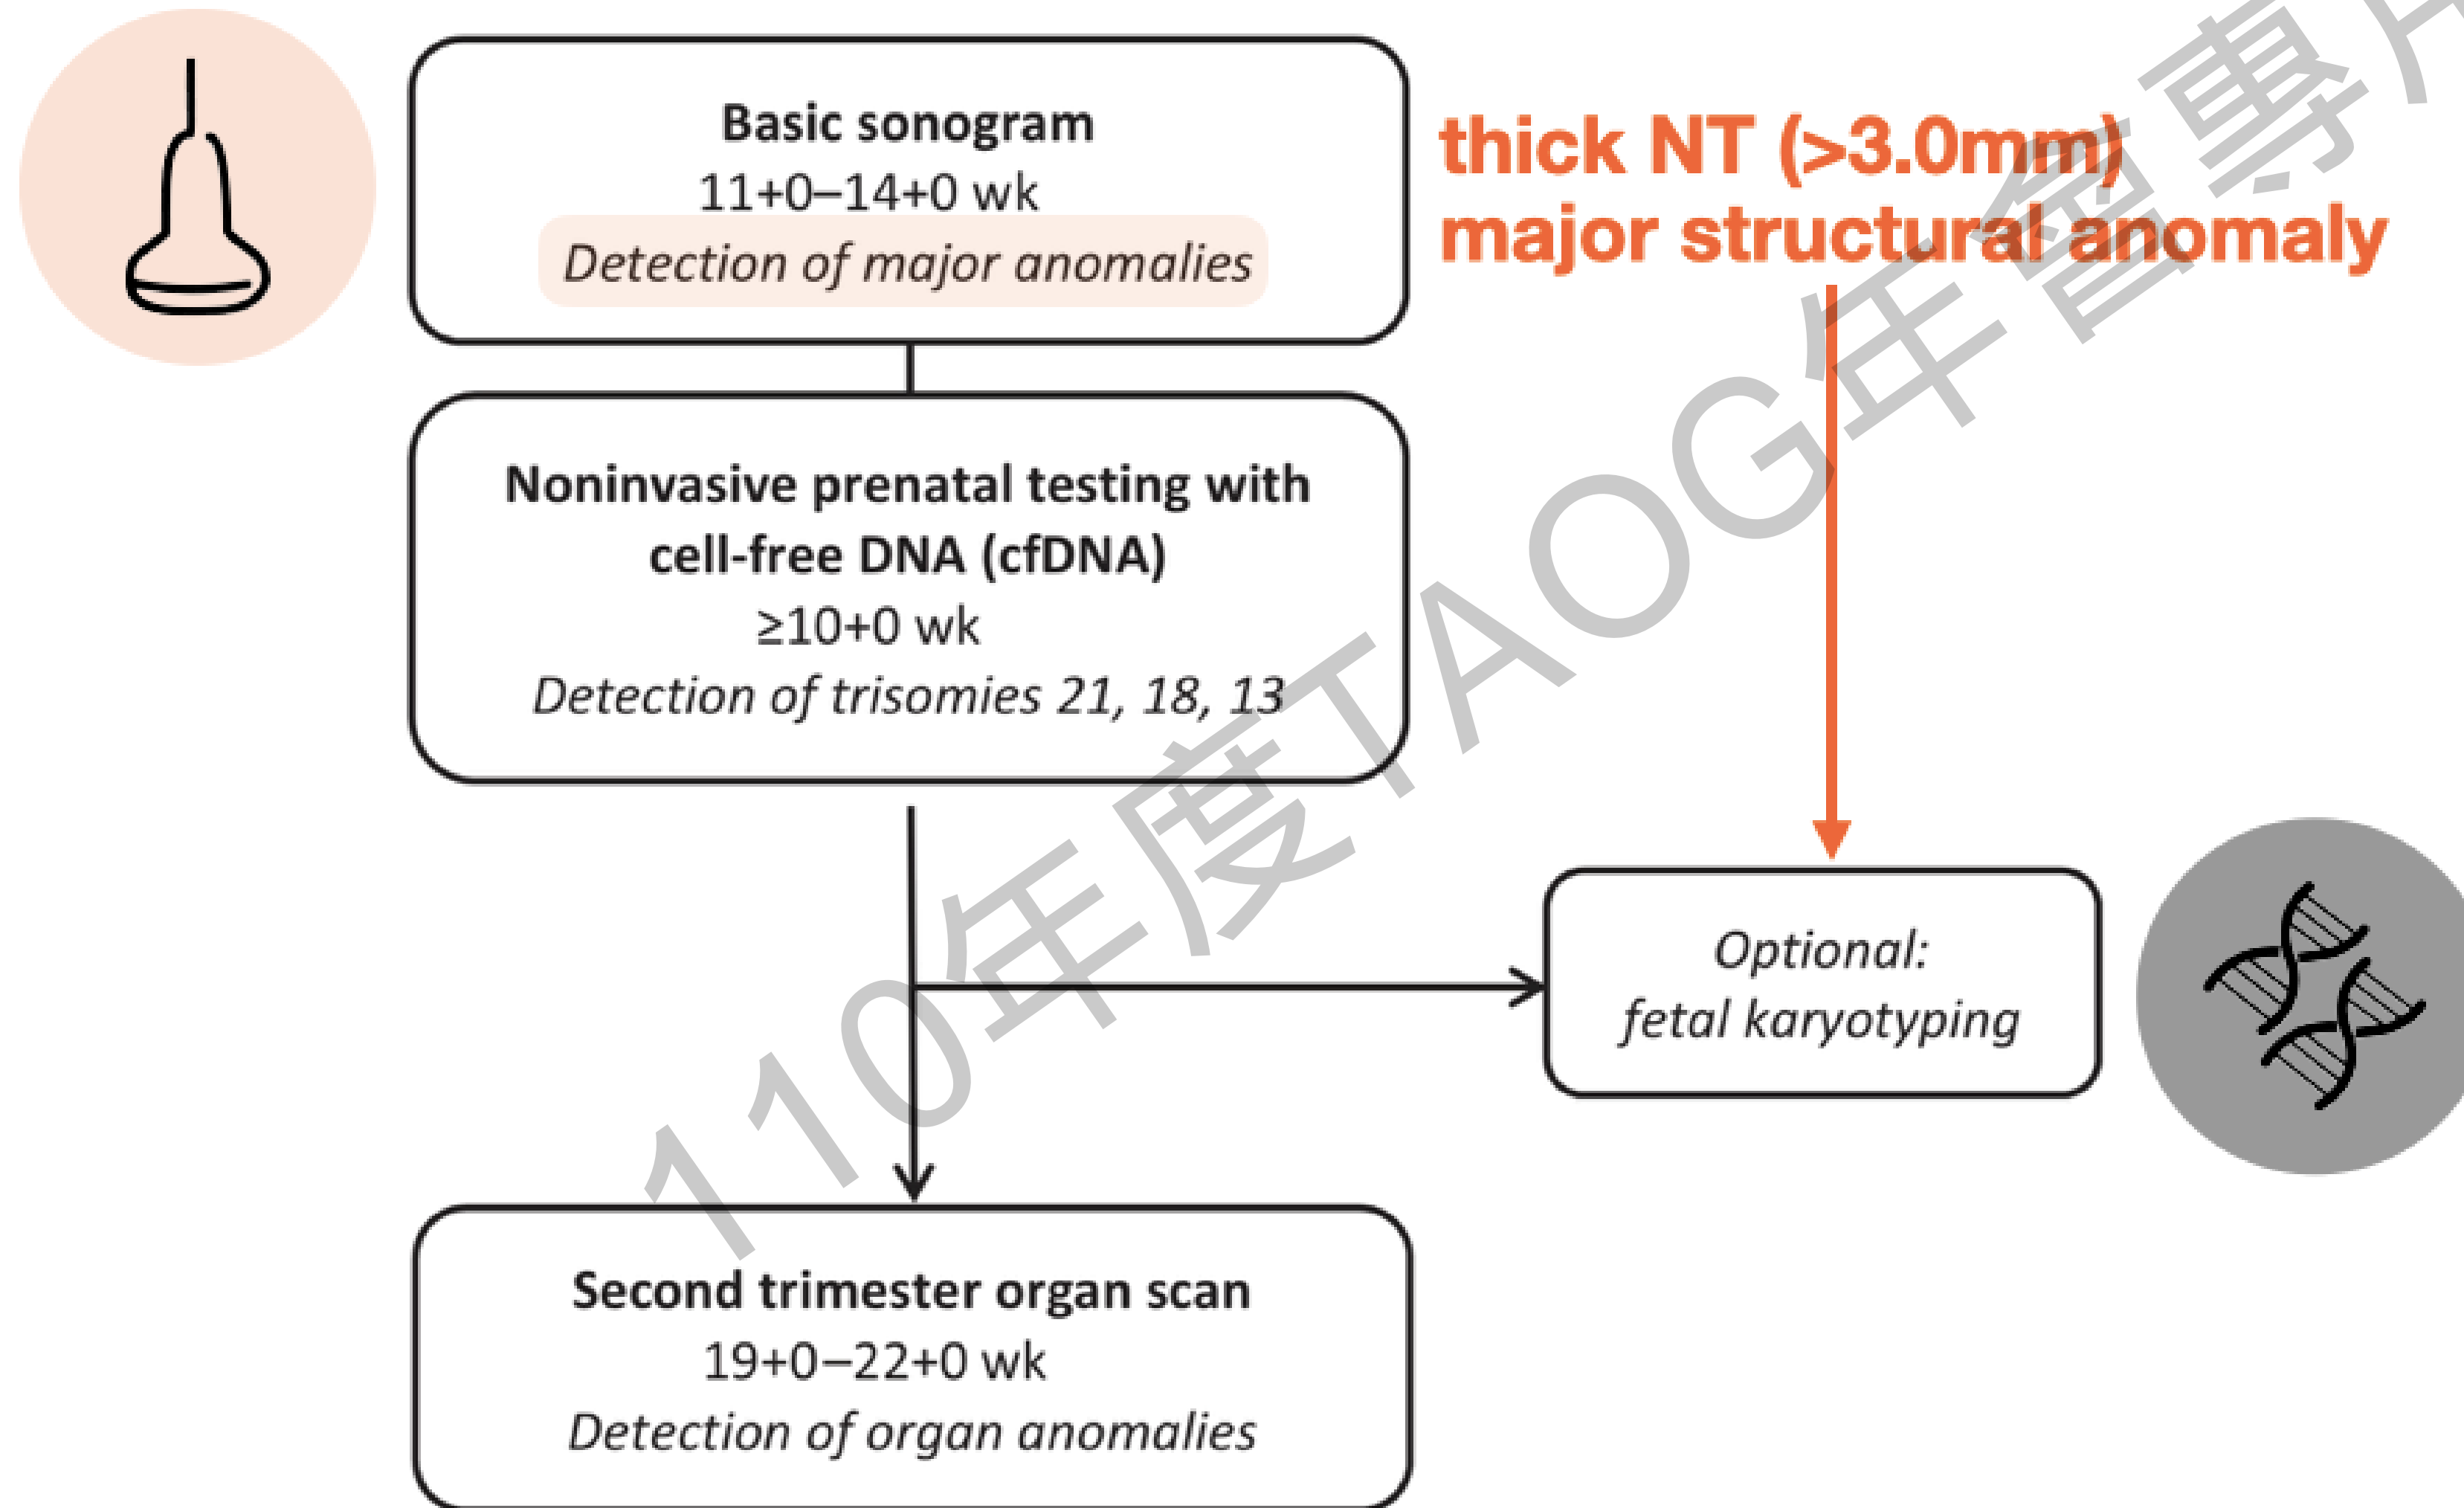 Basic sonogram
11+0–14+0 wk
Detection of major anomalies
thick NT (>3.0mm)
major structural anomaly
Noninvasive prenatal testing with
cell-free DNA (cfDNA)
≥10+0 wk
Detection of trisomies 21, 18, 13
Optional:
fetal karyotyping
Second trimester organ scan
19+0–22+0 wk
Detection of organ anomalies
110年度TAOG年會專